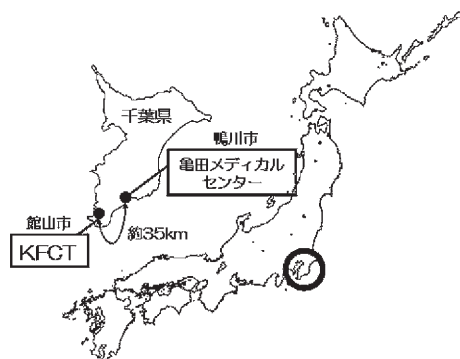 千葉県
鴨川市
亀田メディカル
センター
館山市
KFCT
約35km